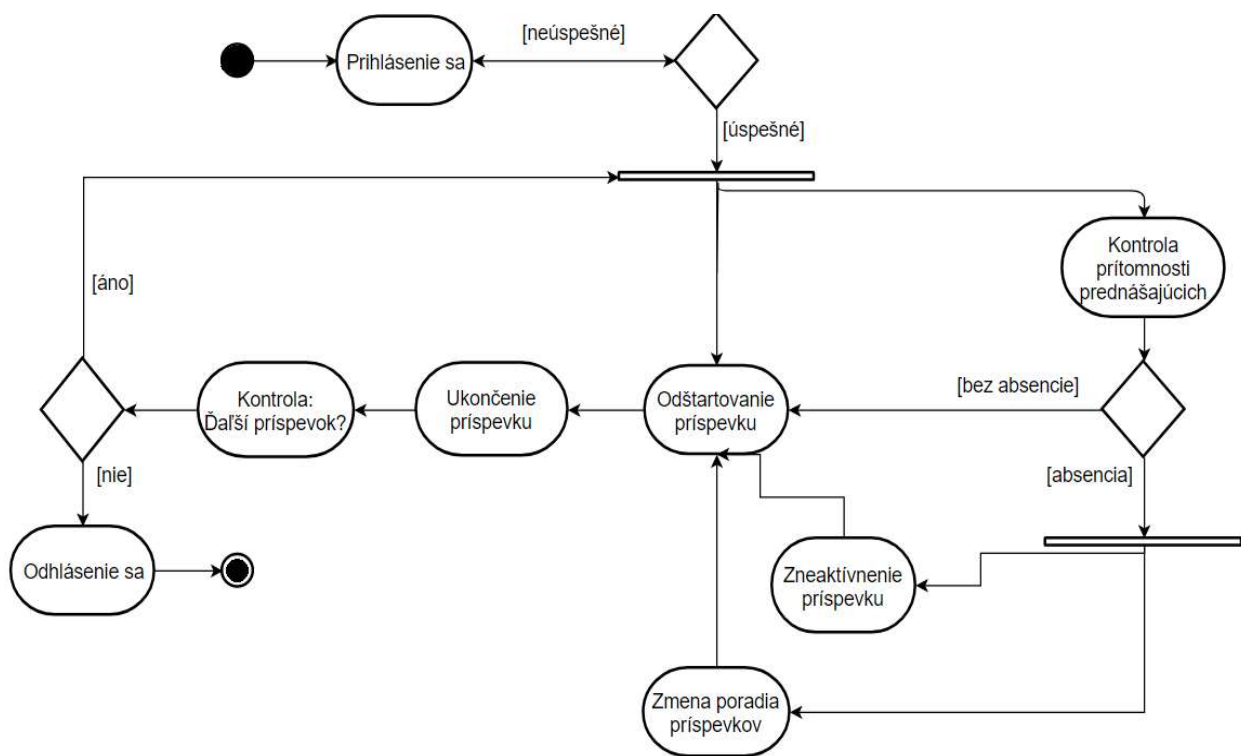 [neúspešné]
Prihlásenie sa
[úspešné]
Kontrola
prítomnosti
prednášajúcich
[áno]
[bez absencie]
Kontrola:
Ďaľší príspevok?
Ukončenie
príspevku
Odštartovanie
príspevku
[nie]
[absencia]
Odhlásenie sa
Zneaktívnenie
príspevku
Zmena poradia
príspevkov